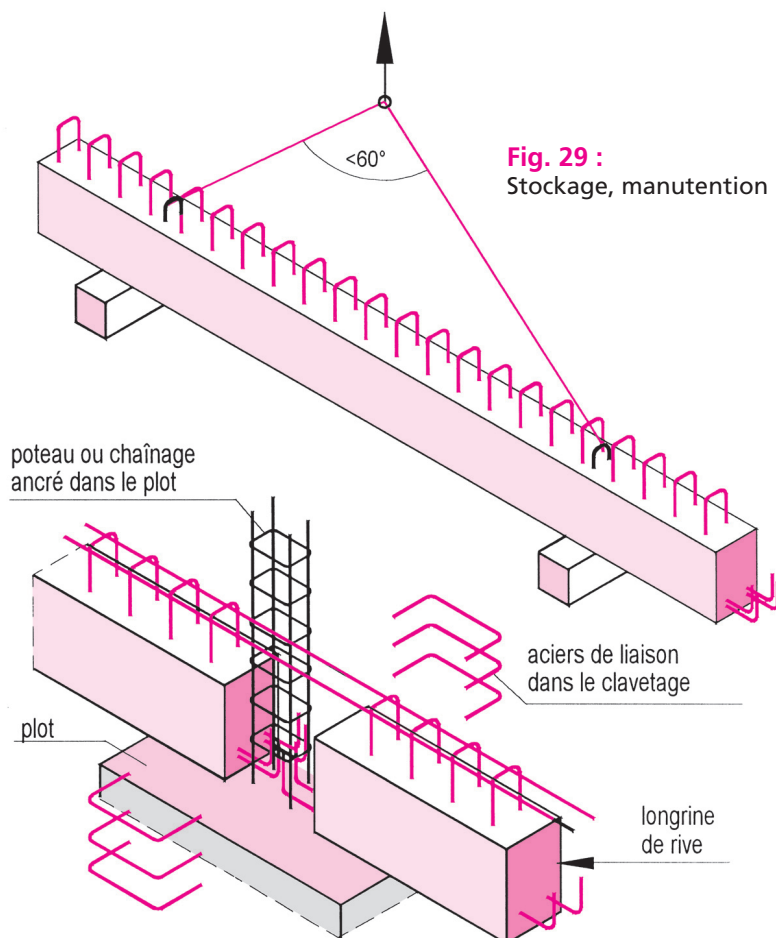 <60°
Fig. 29 :
Stockage, manutention
poteau ou chaînage
ancré dans le plot
aciers de liaison
dans le clavetage
plot
longrine
de rive